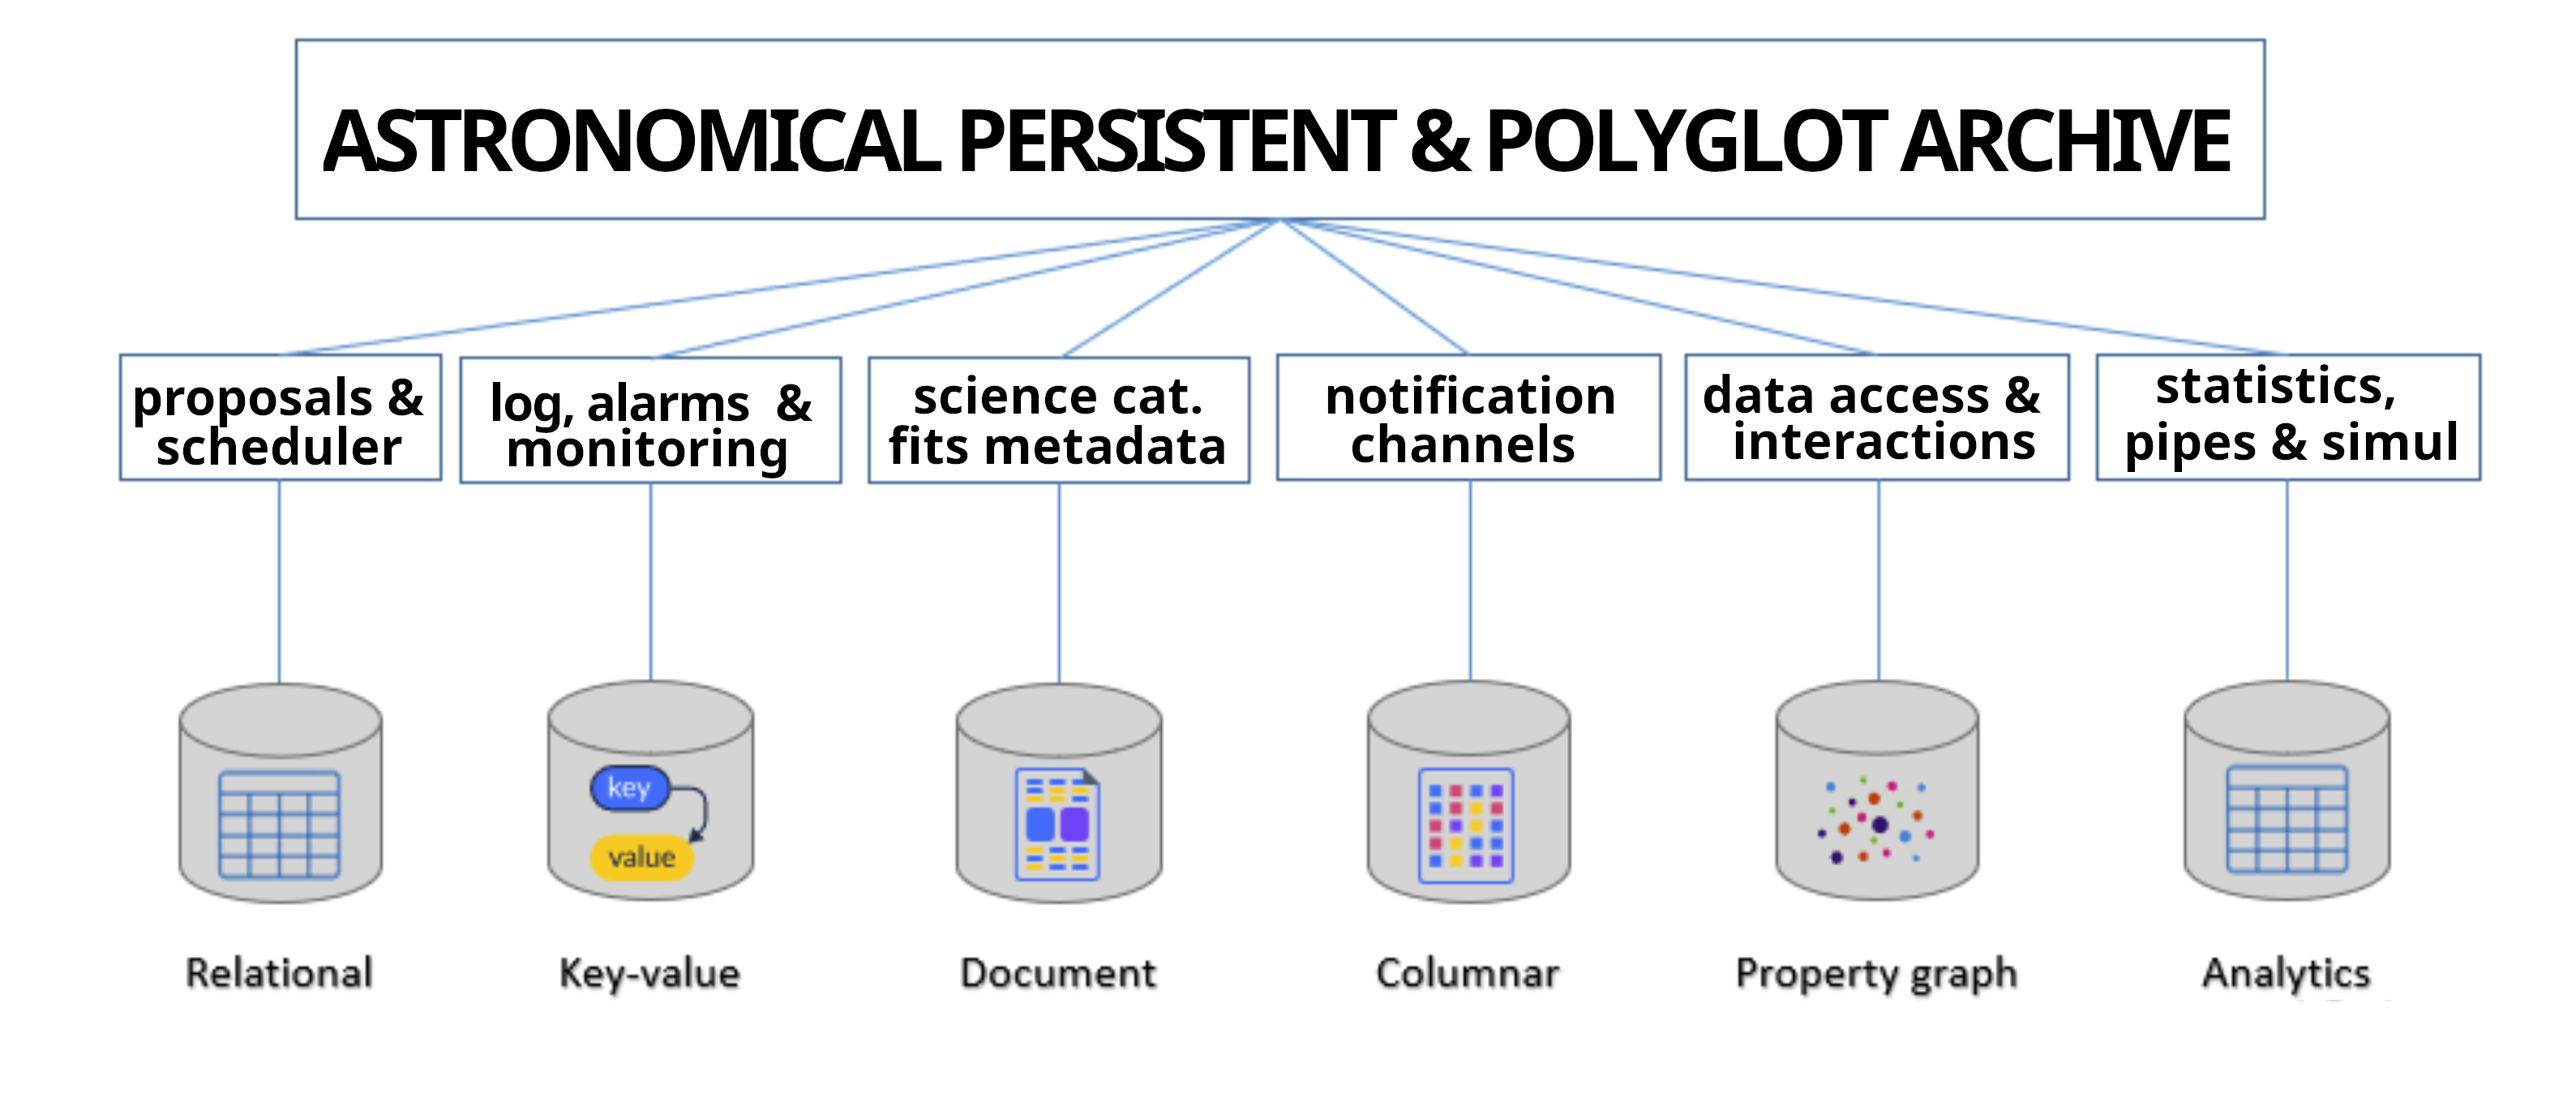 ASTRONOMICAL PERSISTENT & POLYGLOT ARCHIVE
proposals &
scheduler
log, alarms &
monitoring
science cat.
fits metadata
notification
channels
data access &
interactions
statistics,
pipes & simul
key
value
Relational
Key-value
Document
Columnar
Property graph
Analytics